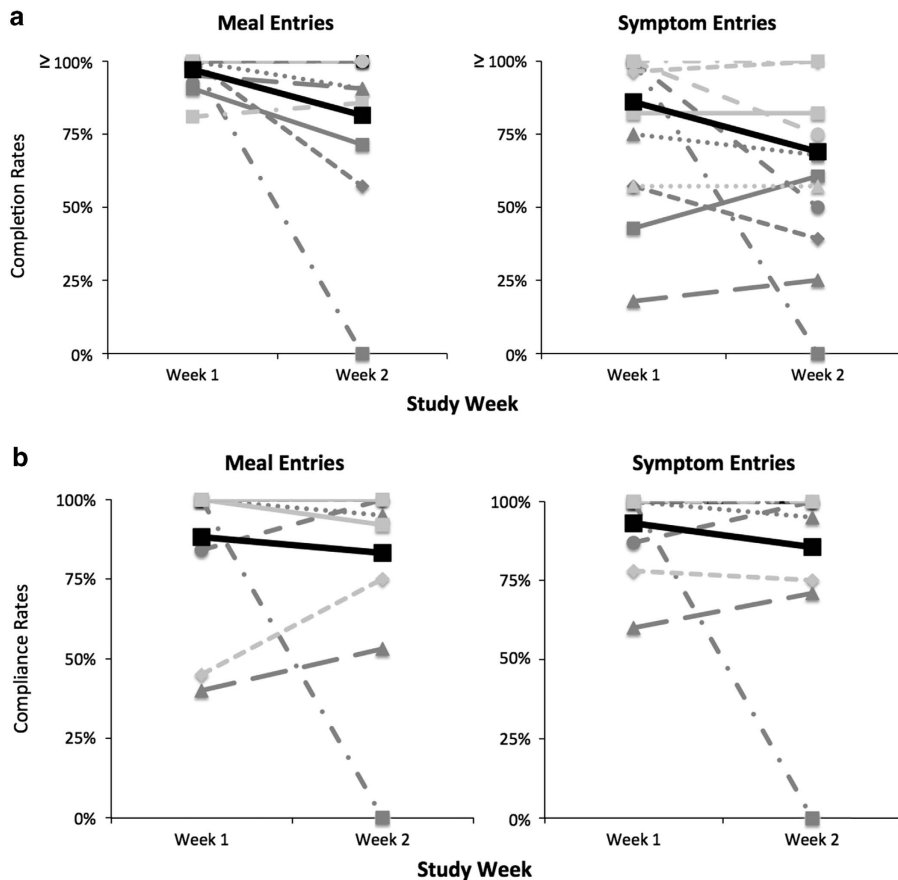 a
Meal Entries
Symptom Entries
≥ 100%
75%
50%
25%
0%
Completion Rates
Week 1
Week 2
≥ 100%
75%
50%
25%
0%
Week 1
Week 2
Study Week
b
Meal Entries
Symptom Entries
100%
75%
50%
25%
0%
Compliance Rates
Week 1
Week 2
100%
75%
50%
25%
0%
Week 1
Week 2
Study Week